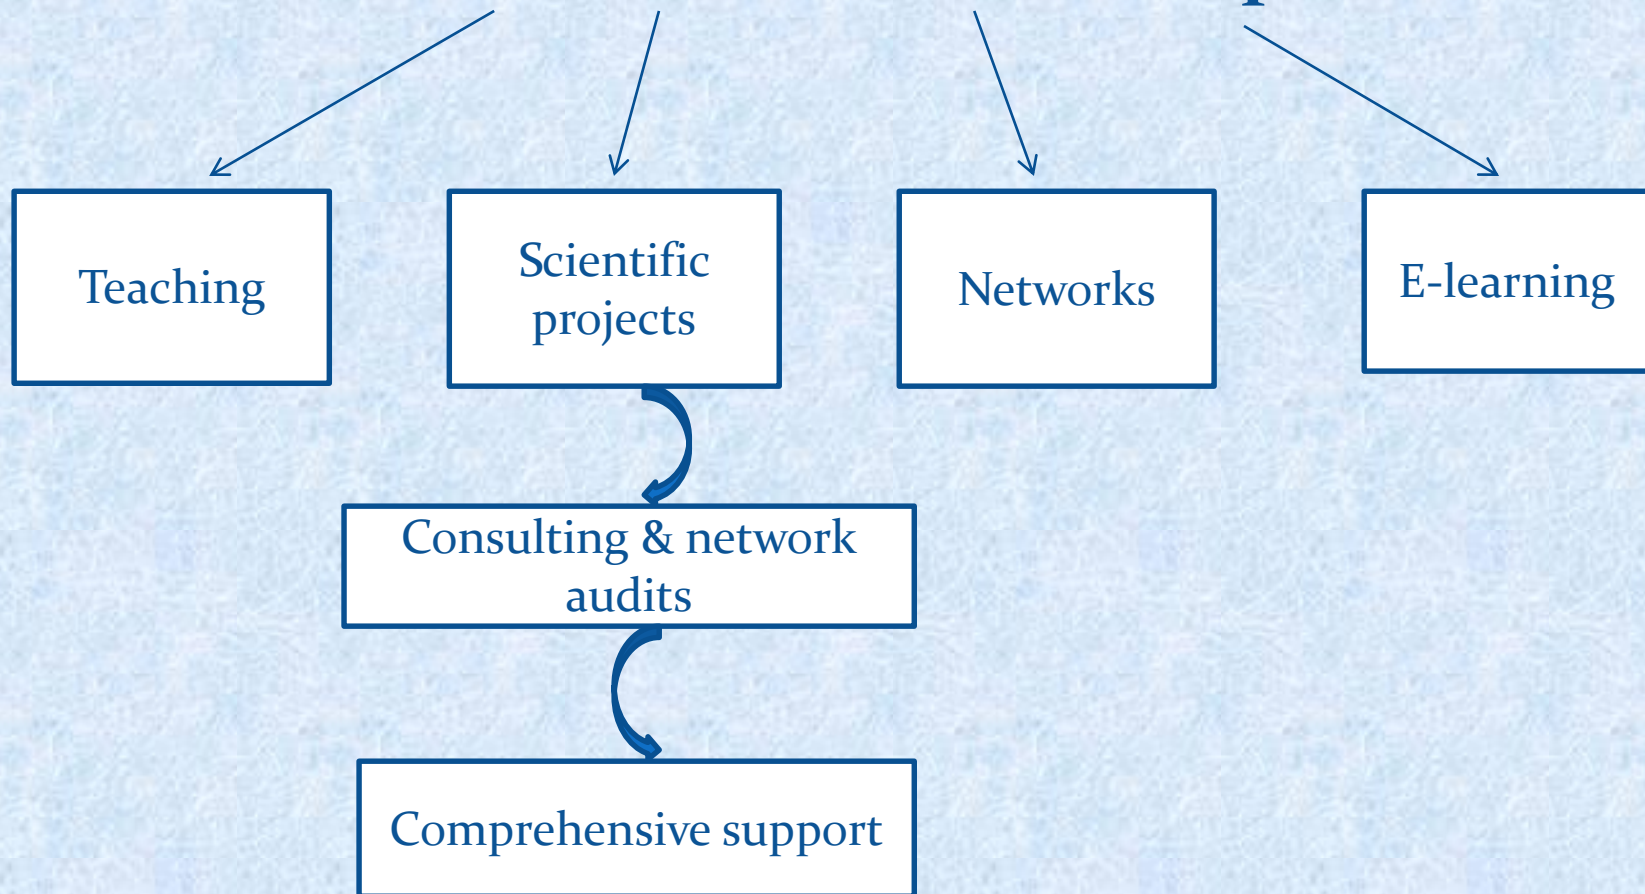 Teaching
Scientific
projects
Networks
E-learning
Consulting & network
audits
Comprehensive support